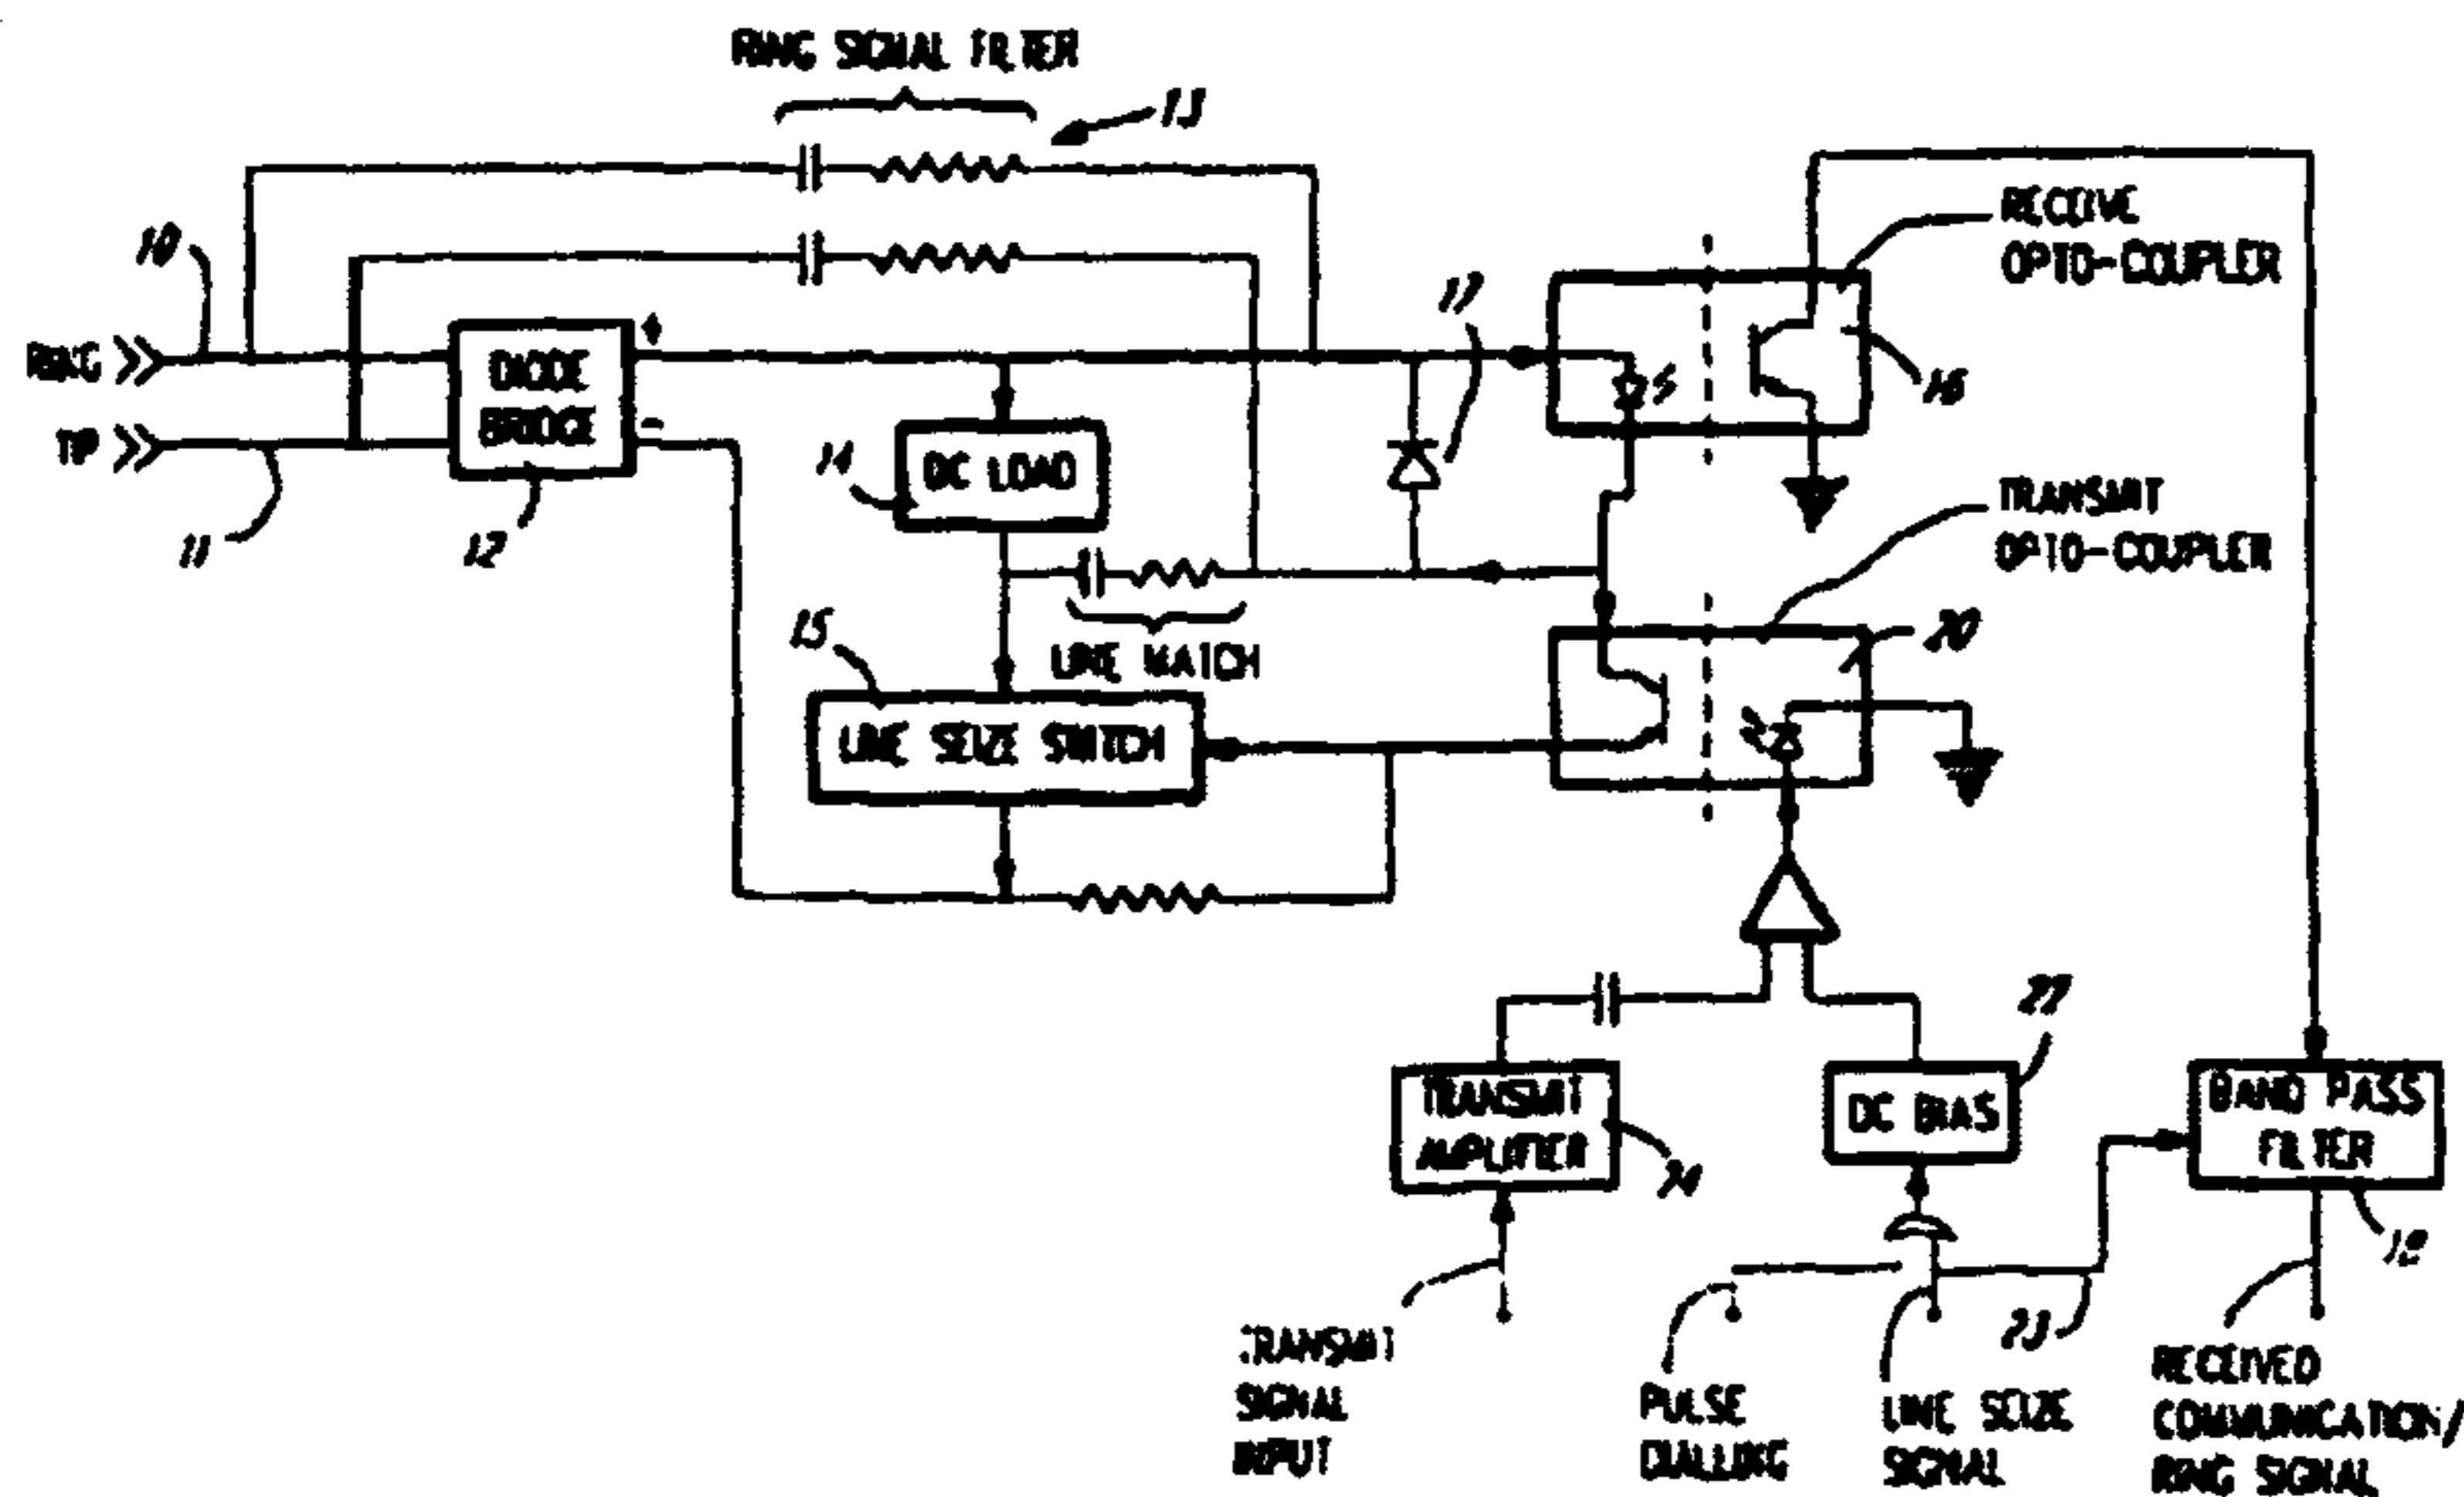 RING SIGNAL FILTER
13
RECEIVE
OPTO-COUPLER
10
17
RING
DIODE
BRIDGE
+
-
16
TIP
14
DC LOAD
TRANSMIT
OPTO-COUPLER
11
12
15
LINE MATCH
20
LINE SEIZE SWITCH
22
TRANSMIT
AMPLIFIER
DC BIAS
BAND PASS
FILTER
24
TRANSMIT
SIGNAL
INPUT
PULSE
DIALLING
LINE SEIZE
SIGNAL
23
RECEIVED
COMMUNICATION/
RING SIGNAL